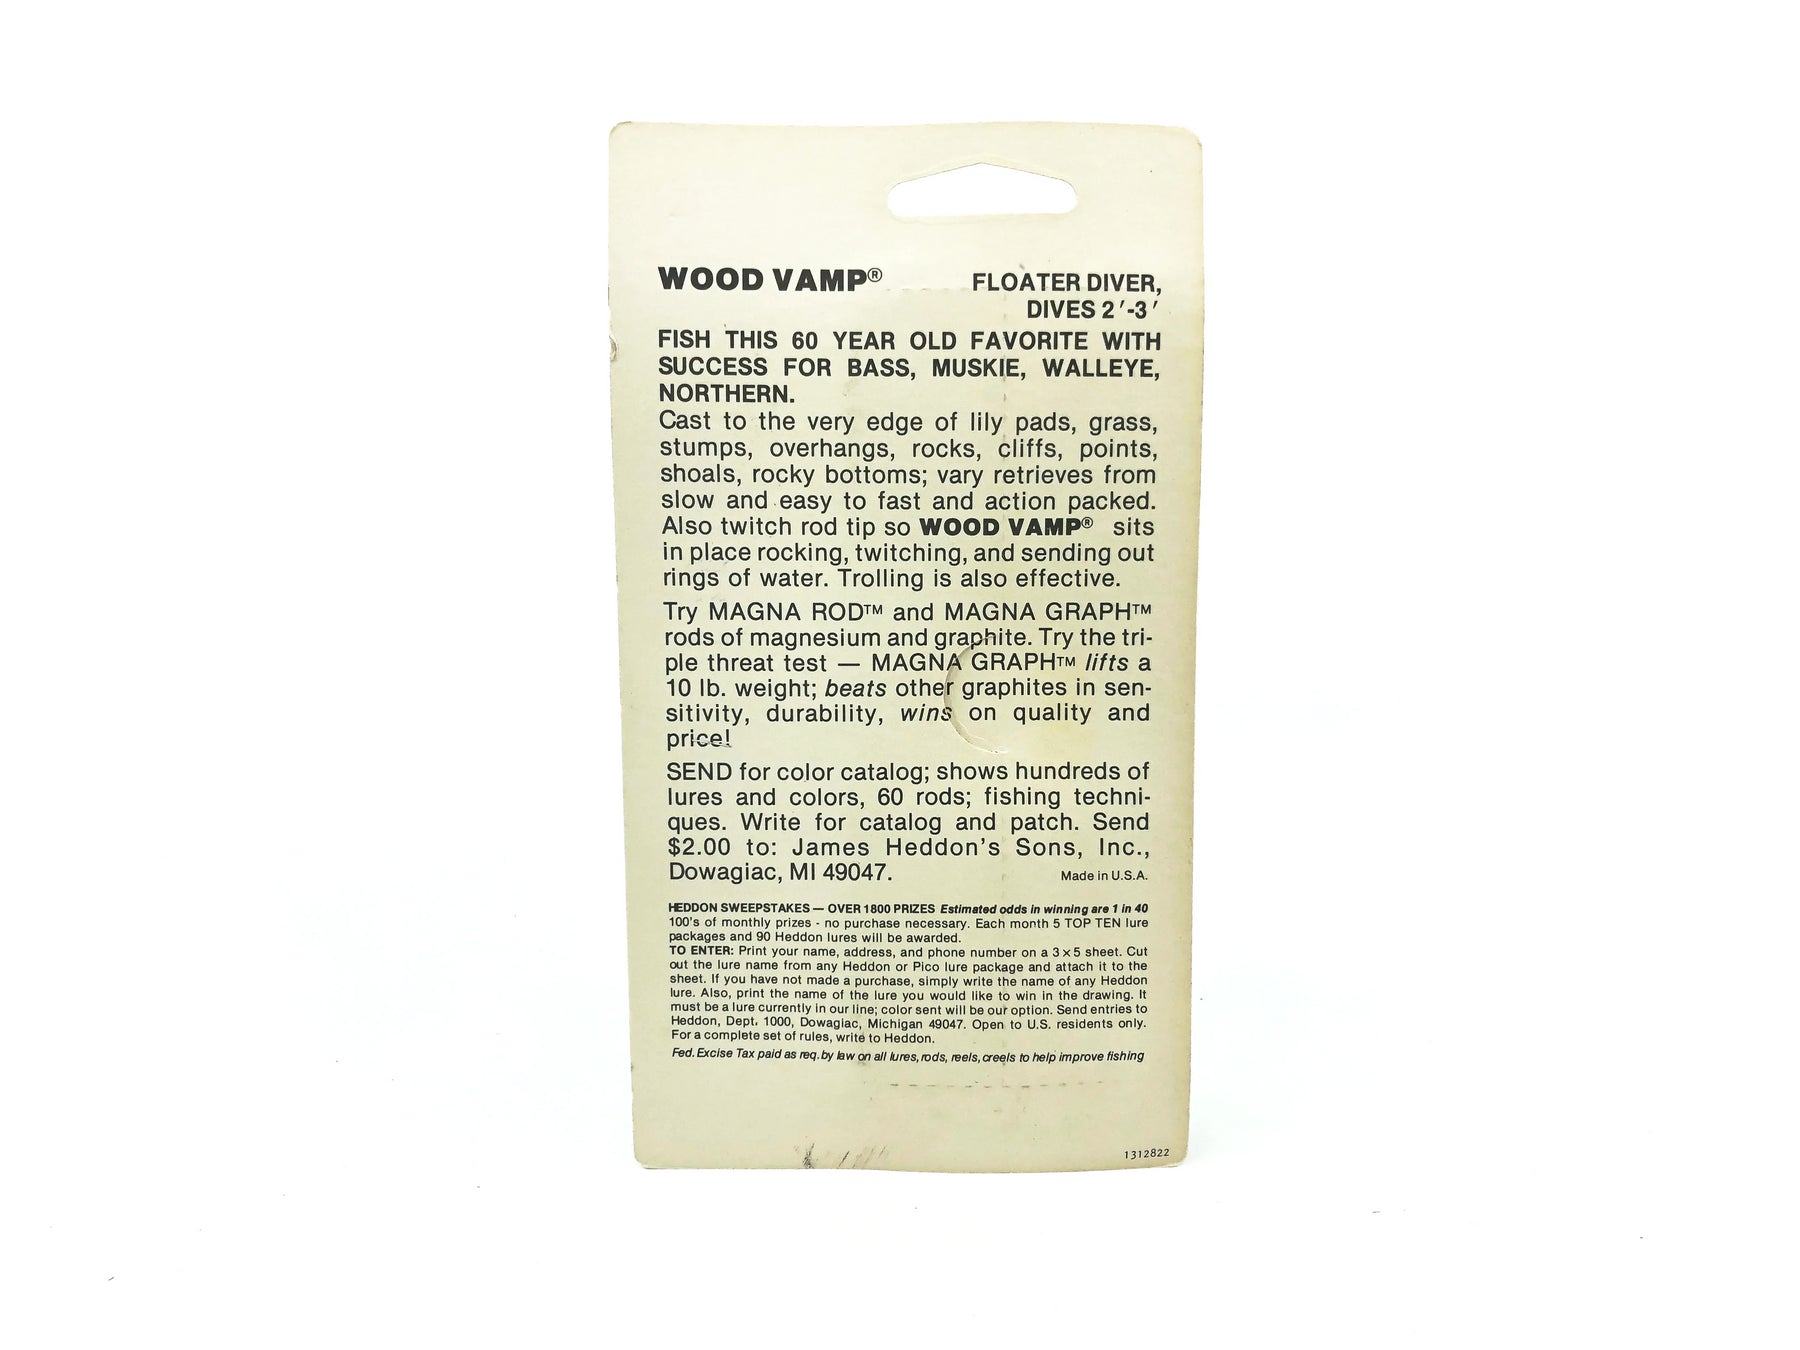 WOOD VAMP® FLOATER DIVER,
DIVES 2'-3'
FISH THIS 60 YEAR OLD FAVORITE WITH
SUCCESS FOR BASS, MUSKIE, WALLEYE,
NORTHERN.
Cast to the very edge of lily pads, grass,
stumps, overhangs, rocks, cliffs, points,
shoals, rocky bottoms; vary retrieves from
slow and easy to fast and action packed.
Also twitch rod tip so WOOD VAMP® sits
in place rocking, twitching, and sending out
rings of water. Trolling is also effective.
Try MAGNA ROD™ and MAGNA GRAPH™
rods of magnesium and graphite. Try the tri-
ple threat test — MAGNA GRAPH™ lifts a
10 lb. weight; beats other graphites in sen-
sitivity, durability, wins on quality and
price!
SEND for color catalog; shows hundreds of
lures and colors, 60 rods; fishing techni-
ques. Write for catalog and patch. Send
$2.00 to: James Heddon's Sons, Inc.,
Dowagiac, MI 49047. Made in U.S.A.
HEDDON SWEEPSTAKES — OVER 1800 PRIZES Estimated odds in winning are 1 in 40
100's of monthly prizes - no purchase necessary. Each month 5 TOP TEN lure
packages and 90 Heddon lures will be awarded.
TO ENTER: Print your name, address, and phone number on a 3 x 5 sheet. Cut
out the lure name from any Heddon or Pico lure package and attach it to the
sheet. If you have not made a purchase, simply write the name of any Heddon
lure. Also, print the name of the lure you would like to win in the drawing. It
must be a lure currently in our line; color sent will be our option. Send entries to
Heddon, Dept. 1000, Dowagiac, Michigan 49047. Open to U.S. residents only.
For a complete set of rules, write to Heddon.
Fed. Excise Tax paid as req. by law on all lures, rods, reels, creels to help improve fishing
1312822